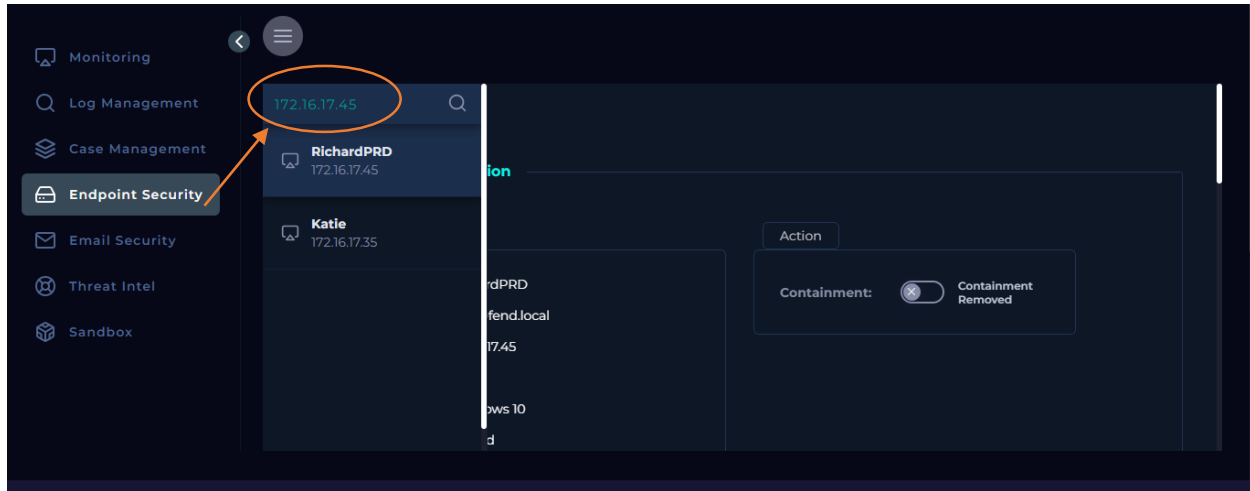 Monitoring
Log Management
Case Management
Endpoint Security
Email Security
Threat Intel
Sandbox
172.16.17.45
RichardPRD
172.16.17.45
Katie
172.16.17.35
ion
rdPRD
fend.local
17.45
ows 10
d
Action
Containment:
Containment
Removed